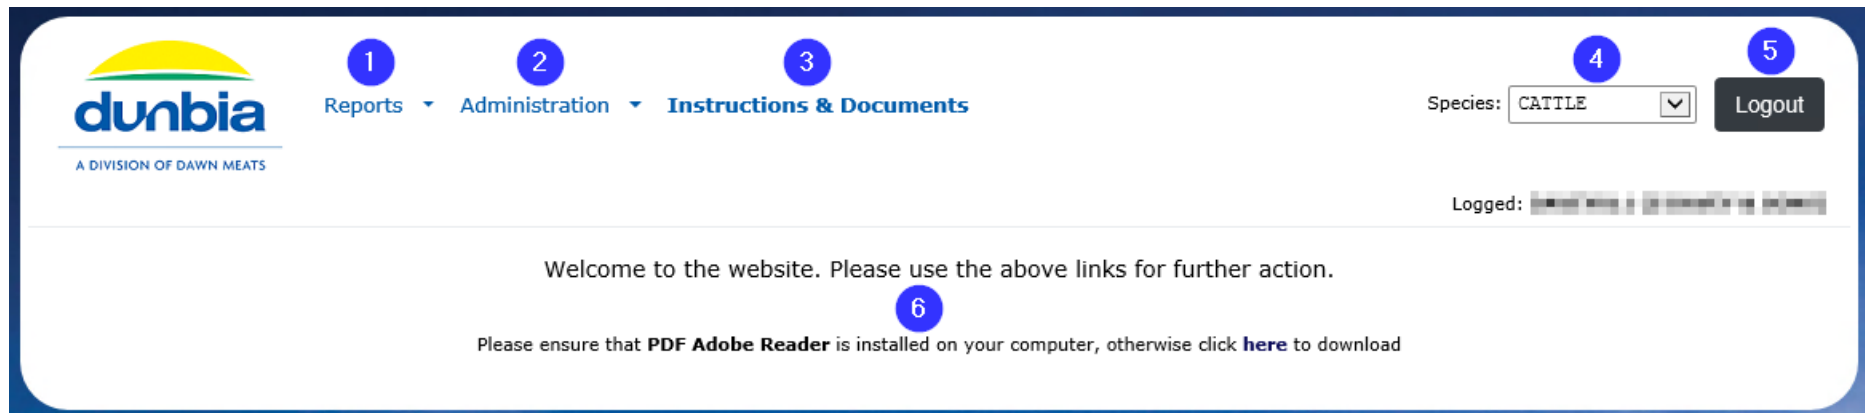 1
2
3
4
5
dunbia
A DIVISION OF DAWN MEATS
Reports
Administration
Instructions & Documents
Species:
CATTLE
Logout
Logged:
Welcome to the website. Please use the above links for further action.
6
Please ensure that PDF Adobe Reader is installed on your computer, otherwise click here to download